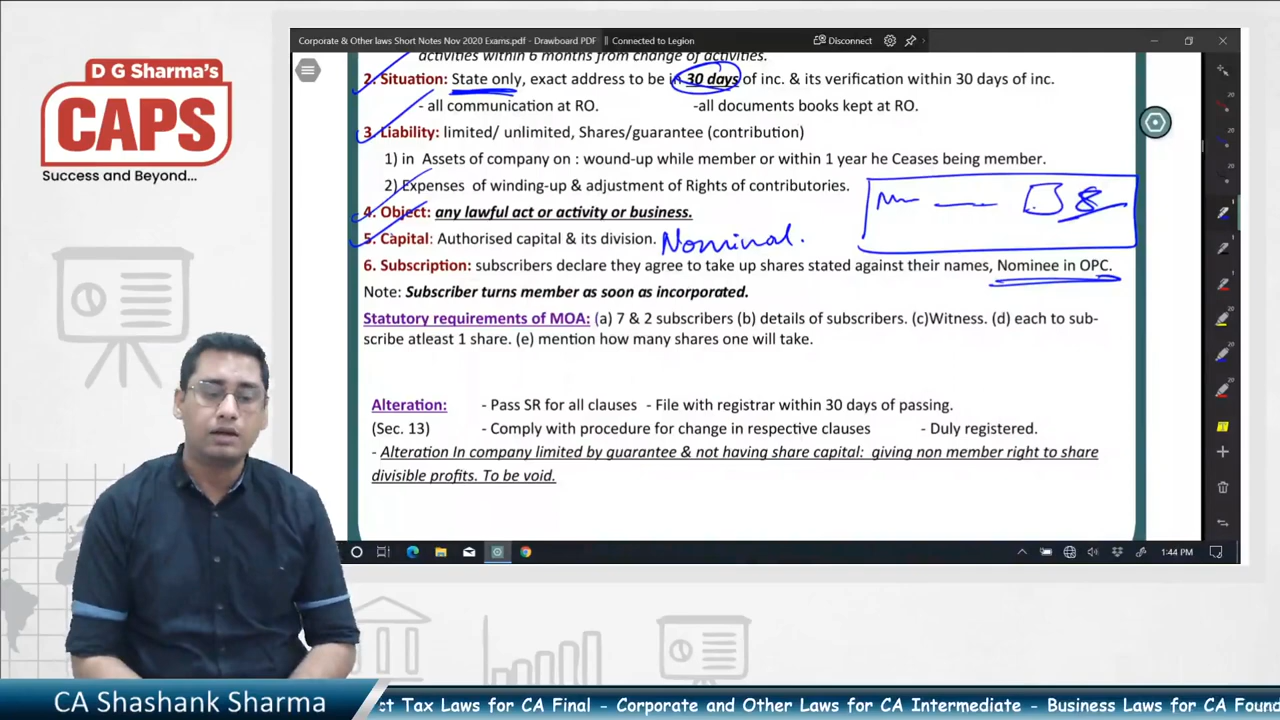 D G SHARMA's
CAPS
Success and Beyond...
Corporate & Other laws Short Notes Nov 2020 Exams.pdf - Drawboard PDF
Connected to Legion
Disconnect
activities within 6 months from change of activities.
2. Situation: State only, exact address to be in 30 days of inc. & its verification within 30 days of inc.
- all communication at RO. -all documents books kept at RO.
3. Liability: limited/ unlimited, Shares/guarantee (contribution)
1) in Assets of company on : wound-up while member or within 1 year he Ceases being member.
2) Expenses of winding-up & adjustment of Rights of contributories.
4. Object: any lawful act or activity or business.
5. Capital: Authorised capital & its division. Nominal.
6. Subscription: subscribers declare they agree to take up shares stated against their names, Nominee in OPC.
Note: Subscriber turns member as soon as incorporated.
Statutory requirements of MOA: (a) 7 & 2 subscribers (b) details of subscribers. (c)Witness. (d) each to sub-
scribe atleast 1 share. (e) mention how many shares one will take.
Alteration: - Pass SR for all clauses - File with registrar within 30 days of passing.
(Sec. 13) - Comply with procedure for change in respective clauses - Duly registered.
- Alteration In company limited by guarantee & not having share capital: giving non member right to share
divisible profits. To be void.
1:44 PM
CA Shashank Sharma
ct Tax Laws for CA Final - Corporate and Other Laws for CA Intermediate - Business Laws for CA Found